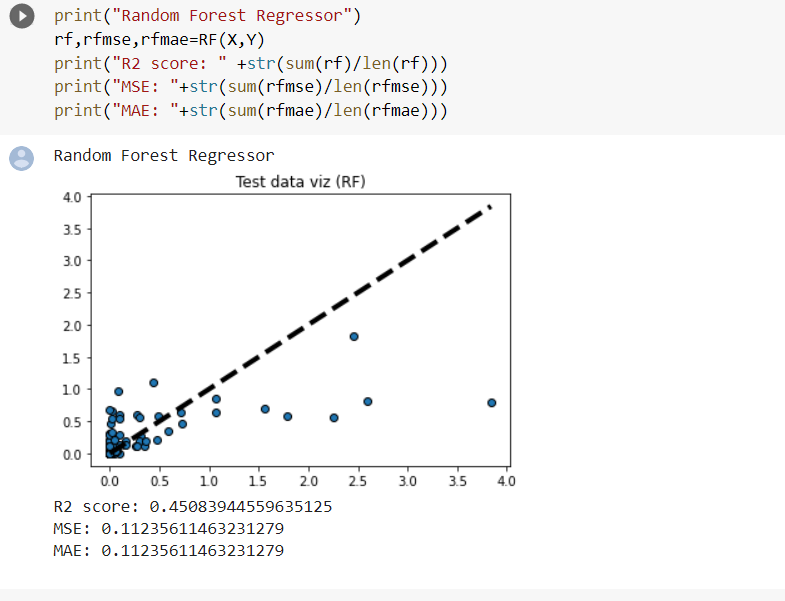 print("Random Forest Regressor")
rf,rfmse,rfmae=RF(X,Y)
print("R2 score: " +str(sum(rf)/len(rf)))
print("MSE: "+str(sum(rfmse)/len(rfmse)))
print("MAE: "+str(sum(rfmae)/len(rfmae)))
Random Forest Regressor
Test data viz (RF)
4.0
3.5
3.0
2.5
2.0
1.5
1.0
0.5
0.0
0.0 0.5 1.0 1.5 2.0 2.5 3.0 3.5 4.0
R2 score: 0.45083944559635125
MSE: 0.11235611463231279
MAE: 0.11235611463231279